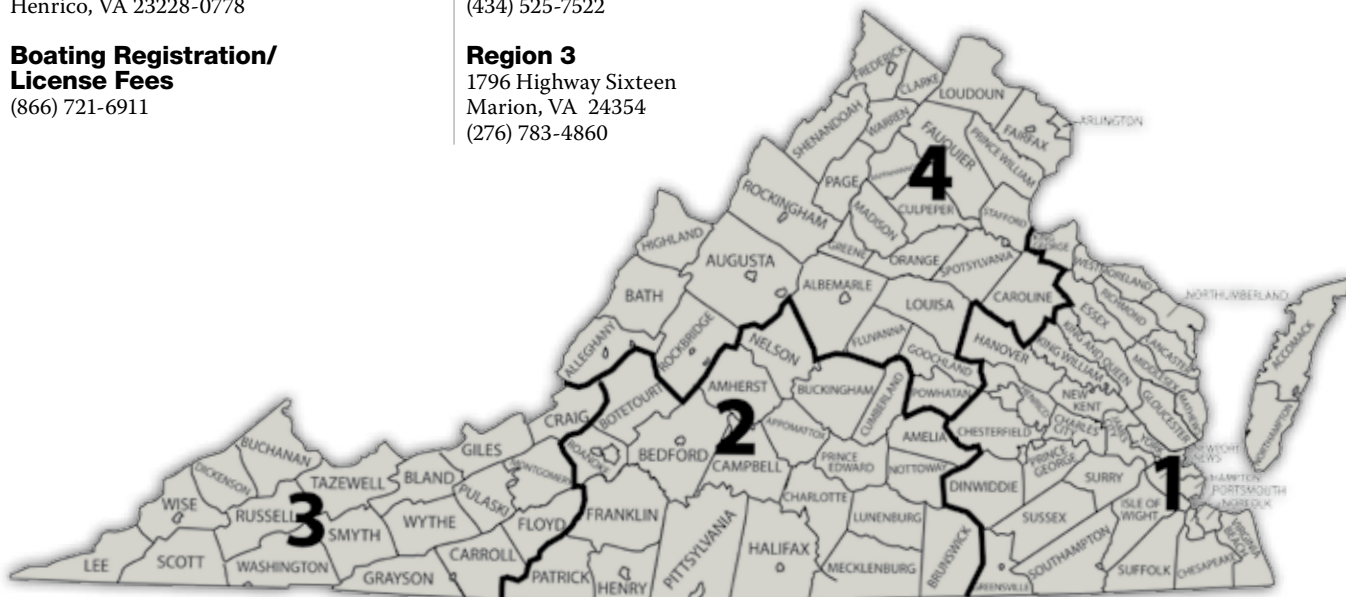 Henrico, VA 23228-0778
Boating Registration/
License Fees
(866) 721-6911
(434) 525-7522
Region 3
1796 Highway Sixteen
Marion, VA 24354
(276) 783-4860
FREDERICK
CLARKE
LOUDOUN
SHENANDOAH
WARREN
FAUQUIER
PRINCE WILLIAM
FAIRFAX
ARLINGTON
4
PAGE
ROCKINGHAM
MADISON
CULPEPER
STAFFORD
HIGHLAND
AUGUSTA
GREENE
ORANGE
SPOTSYLVANIA
KING GEORGE
WESTMORELAND
BATH
ALBEMARLE
LOUISA
CAROLINE
RICHMOND
ESSEX
NORTHUMBERLAND
ALLEGHANY
ROCKBRIDGE
NELSON
FLUVANNA
GOOCHLAND
HANOVER
KING WILLIAM
KING AND QUEEN
LANCASTER
MIDDLESEX
ACCOMACK
NORTHAMPTON
CRAIG
BOTETOURT
AMHERST
2
BUCKINGHAM
CUMBERLAND
POWHATAN
HENRICO
NEW
KENT
CHARLES
CITY
JAMES
CITY
GLOUCESTER
MATHEWS
YORK
APPOMATTOX
AMELIA
CHESTERFIELD
GILES
ROANOKE
BEDFORD
CAMPBELL
PRINCE
EDWARD
NOTTOWAY
PRINCE
GEORGE
SURRY
1
NEWPORT
NEWS
HAMPTON
PORTSMOUTH
NORFOLK
BUCHANAN
DICKENSON
TAZEWELL
BLAND
PULASKI
MONTGOMERY
CHARLOTTE
DINWIDDIE
ISLE OF
WIGHT
WISE
RUSSELL
3
SMYTH
WYTHE
FLOYD
FRANKLIN
PITTSYLVANIA
HALIFAX
LUNENBURG
SUSSEX
SOUTHAMPTON
VIRGINIA
BEACH
LEE
SCOTT
WASHINGTON
GRAYSON
CARROLL
PATRICK
HENRY
MECKLENBURG
BRUNSWICK
GREENSVILLE
SUFFOLK
CHESAPEAKE